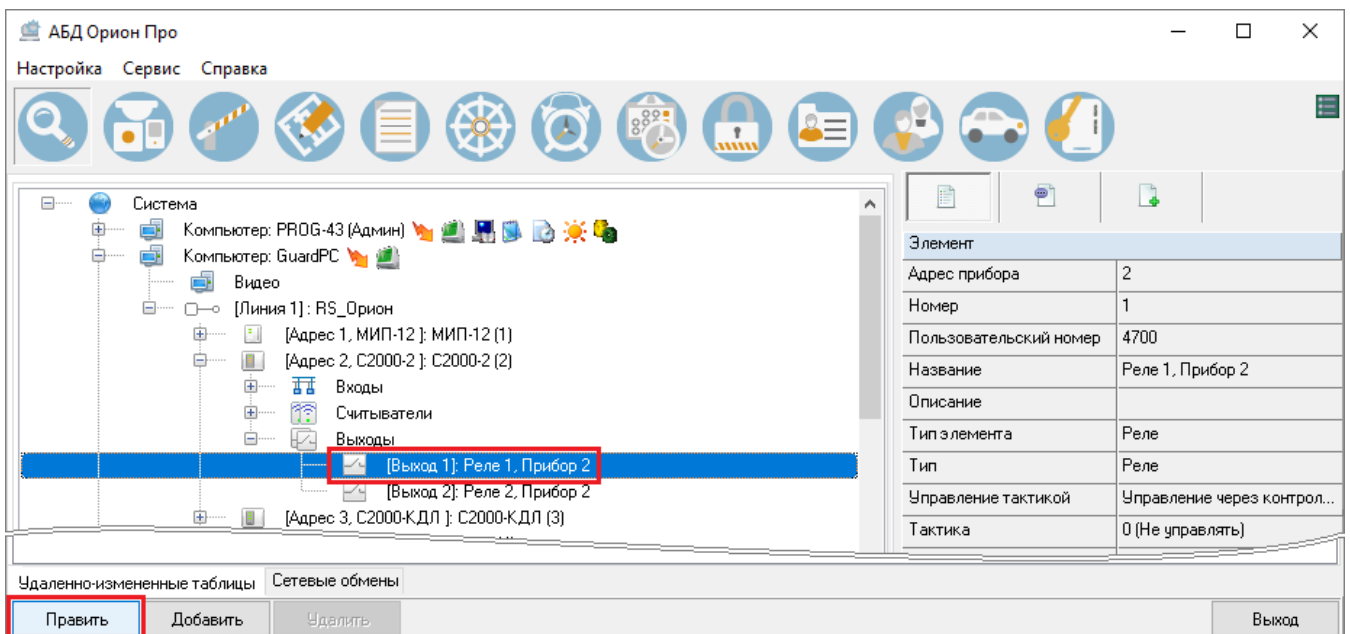 АБД Орион Про
Настройка Сервис Справка
Система
Компьютер: PROG-43 (Админ)
Компьютер: GuardPC
Видео
[Линия 1] : RS_Орион
[Адрес 1, МИП-12 ]: МИП-12 (1)
[Адрес 2, С2000-2 ]: С2000-2 (2)
Входы
Считыватели
Выходы
[Выход 1]: Реле 1, Прибор 2
[Выход 2]: Реле 2, Прибор 2
[Адрес 3, С2000-КДЛ ]: С2000-КДЛ (3)
Элемент
Адрес прибора 2
Номер 1
Пользовательский номер 4700
Название Реле 1, Прибор 2
Описание
Тип элемента Реле
Тип Реле
Управление тактикой Управление через контрол...
Тактика 0 (Не управлять)
Удаленно-измененные таблицы Сетевые обмены
Править Добавить Удалить Выход